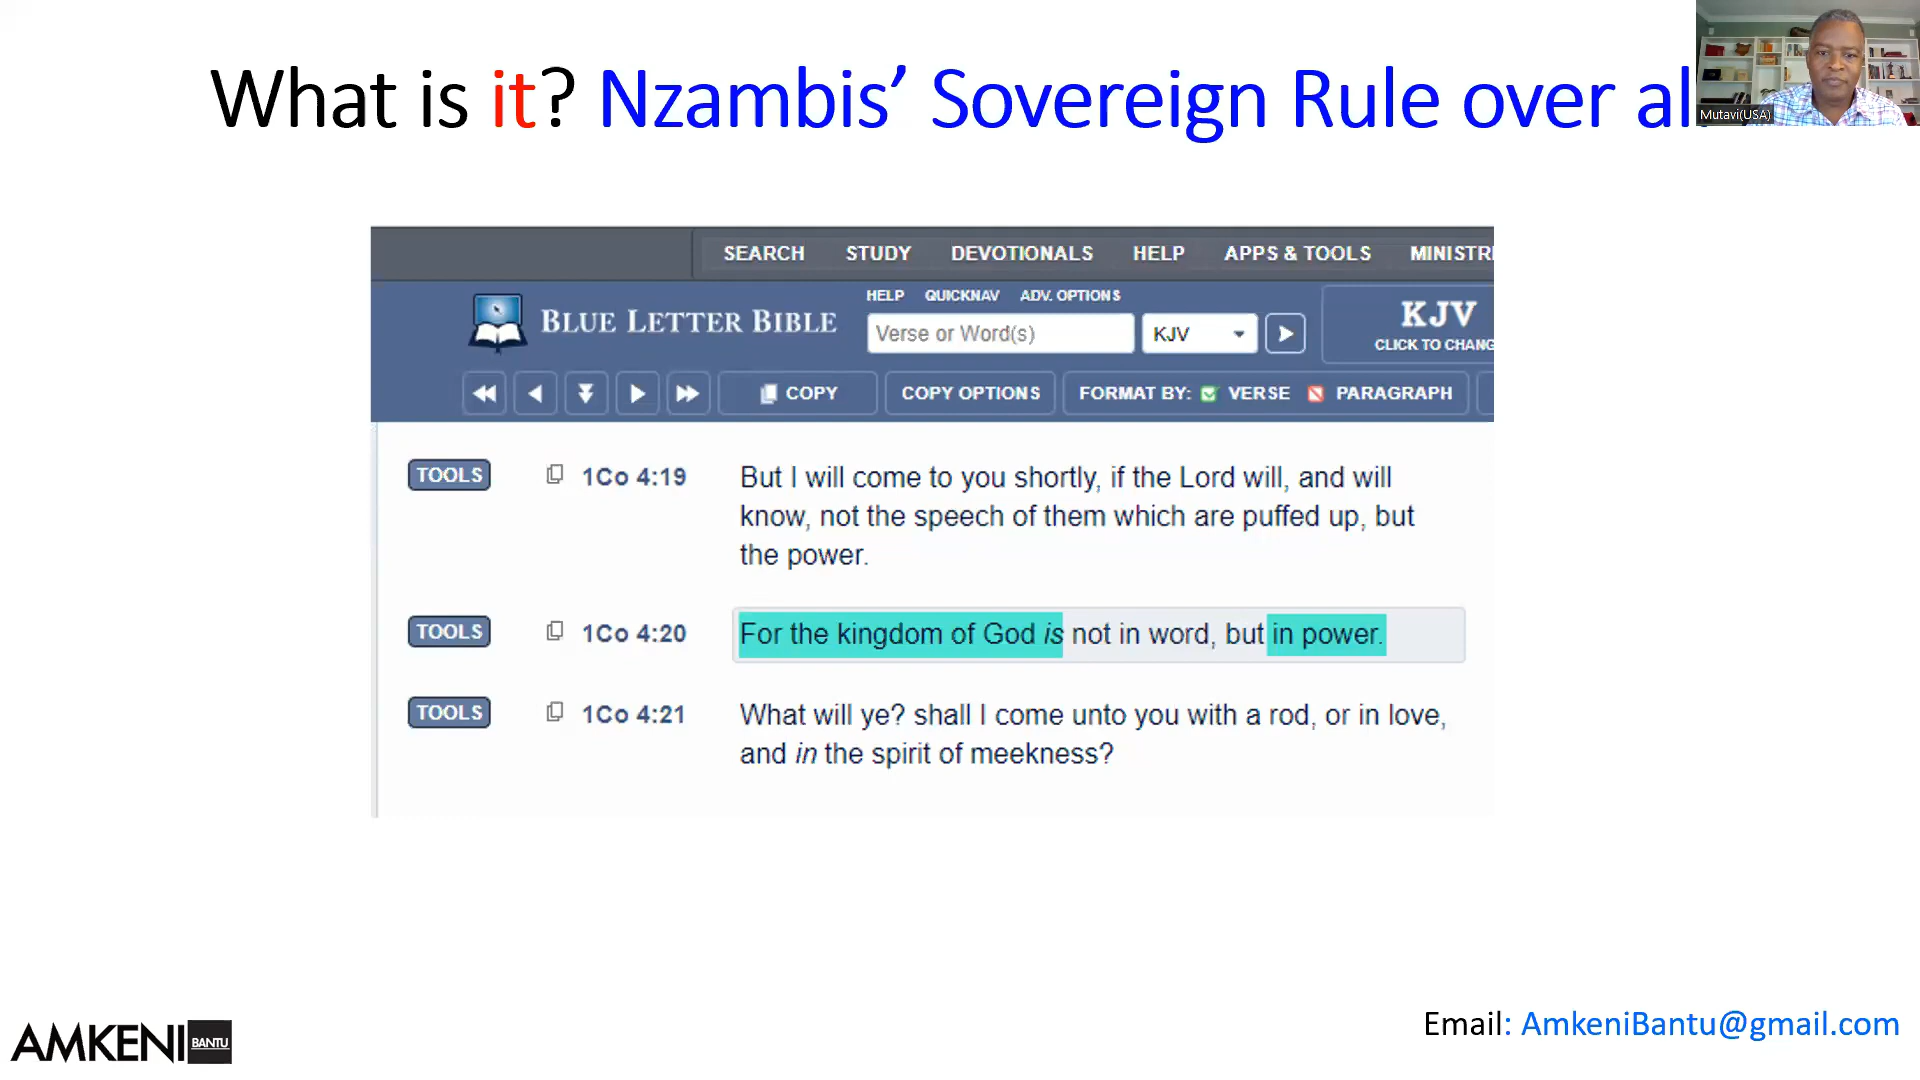 What is it? Nzambis’ Sovereign Rule over
Mutavi(USA)
SEARCH STUDY DEVOTIONALS HELP APPS & TOOLS
HELP QUICKNAV ADV. OPTIONS
BLUE LETTER BIBLE
Verse or Word(s) KJV
KJV
CLICK TO
COPY COPY OPTIONS FORMAT BY: VERSE PARAGRAPH
TOOLS 1Co 4:19 But I will come to you shortly, if the Lord will, and will
know, not the speech of them which are puffed up, but
the power.
TOOLS 1Co 4:20 For the kingdom of God is not in word, but in power.
TOOLS 1Co 4:21 What will ye? shall I come unto you with a rod, or in love,
and in the spirit of meekness?
AMKENI BANTU
Email: AmkeniBantu@gmail.com